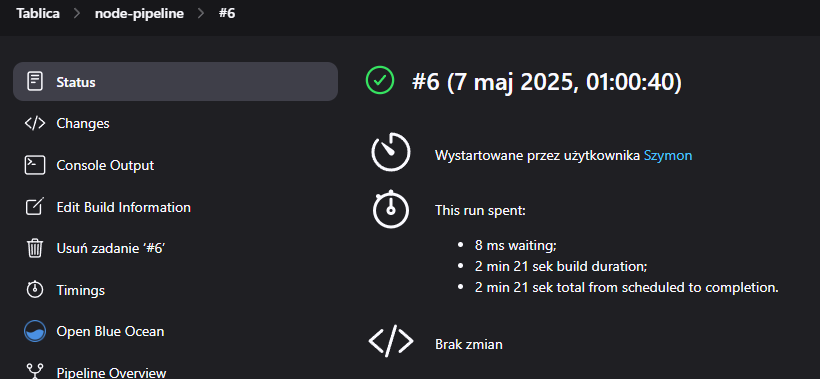 Tablica > node-pipeline > #6
Status
Changes
Console Output
Edit Build Information
Usuń zadanie ‘#6’
Timings
Open Blue Ocean
Pipeline Overview
#6 (7 maj 2025, 01:00:40)
Wystartowane przez użytkownika Szymon
This run spent:
• 8 ms waiting;
• 2 min 21 sek build duration;
• 2 min 21 sek total from scheduled to completion.
Brak zmian